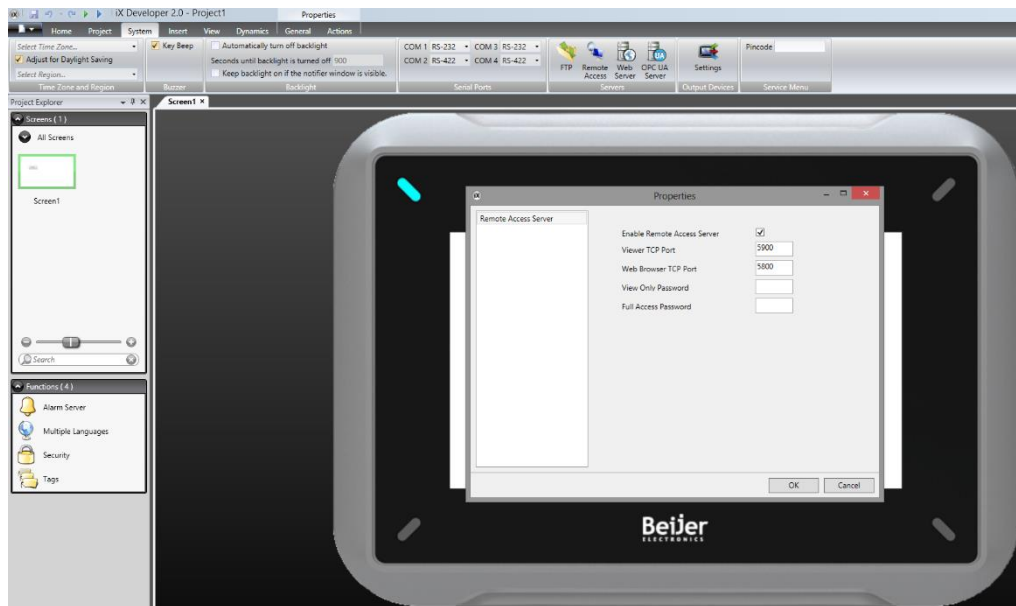 iX Developer 2.0 - Project1
Properties
Home Project System Insert View Dynamics General Actions
Select Time Zone...
Adjust for Daylight Saving
Select Region...
Time Zone and Region
Key Beep
Buzzer
Automatically turn off backlight
Seconds until backlight is turned off 900
Keep backlight on if the notifier window is visible.
Backlight
COM 1 RS-232 COM 3 RS-232
COM 2 RS-422 COM 4 RS-422
Serial Ports
FTP Remote Access Web Server OPC UA Server
Servers
Settings
Output Devices
Pincode
Service Menu
Project Explorer
Screen1
Screens ( 1 )
All Screens
Screen1
Search
Functions ( 4 )
Alarm Server
Multiple Languages
Security
Tags
iX
Properties
Remote Access Server
Enable Remote Access Server
Viewer TCP Port 5900
Web Browser TCP Port 5800
View Only Password
Full Access Password
OK Cancel
Beijer
ELECTRONICS